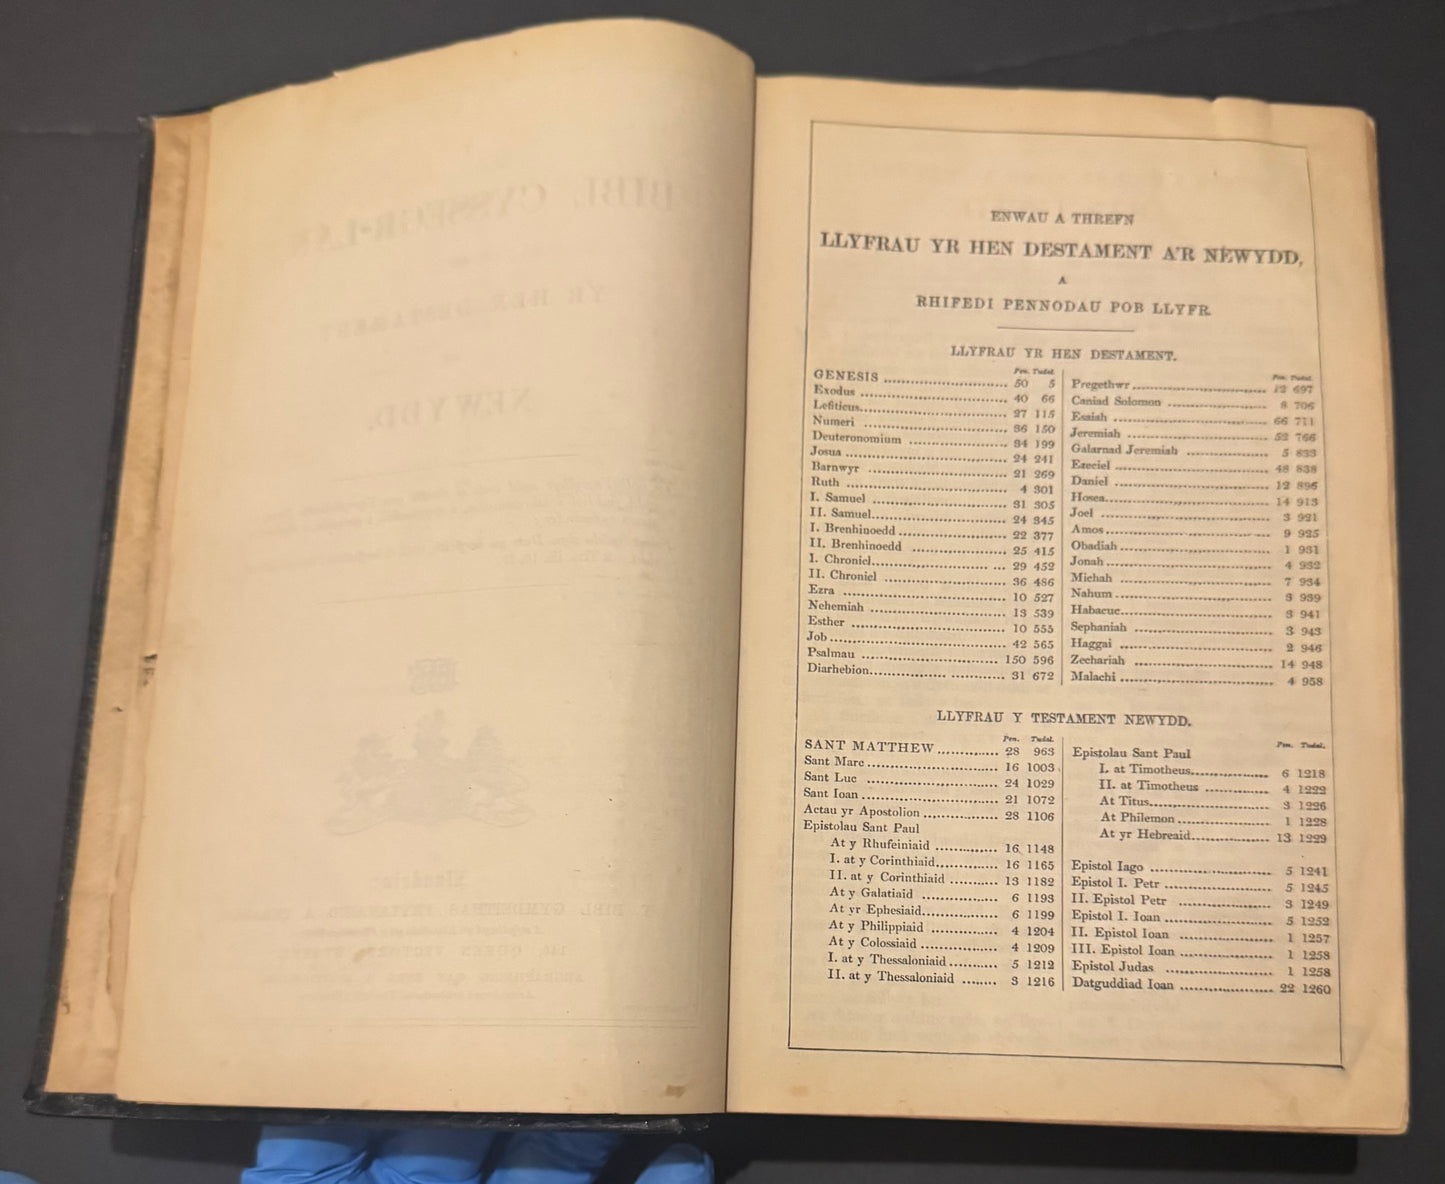 ENWAU A THREFN
LLYFRAU YR HEN DESTAMENT A'R NEWYDD,
A
RHIFEDI PENNODAU POB LLYFR.
LLYFRAU YR HEN DESTAMENT.
Pen. Tudal.
GENESIS 50 5
Exodus 40 66
Lefiticus 27 115
Numeri 36 150
Deuteronomium 34 199
Josua 24 241
Barnwyr 21 269
Ruth 4 301
I. Samuel 31 305
II. Samuel 24 345
I. Brenhinoedd 22 377
II. Brenhinoedd 25 415
I. Chronicl 29 452
II. Chronicl 36 486
Ezra 10 527
Nehemiah 13 539
Esther 10 555
Job 42 565
Psalmau 150 596
Diarhebion 31 672
Pen. Tudal.
Pregethwr 12 697
Caniad Solomon 8 706
Esaiah 66 711
Jeremiah 52 766
Galarnad Jeremiah 5 833
Ezeciel 48 838
Daniel 12 896
Hosea 14 913
Joel 3 921
Amos 9 925
Obadiah 1 931
Jonah 4 932
Michah 7 934
Nahum 3 939
Habacuc 3 941
Sephaniah 3 943
Haggai 2 946
Zechariah 14 948
Malachi 4 958
LLYFRAU Y TESTAMENT NEWYDD.
Pen. Tudal.
SANT MATTHEW 28 963
Sant Marc 16 1003
Sant Luc 24 1029
Sant Ioan 21 1072
Actau yr Apostolion 28 1106
Epistolau Sant Paul
At y Rhufeiniaid 16 1148
I. at y Corinthiaid 16 1165
II. at y Corinthiaid 13 1182
At y Galatiaid 6 1193
At yr Ephesiaid 6 1199
At y Philippiaid 4 1204
At y Colossiaid 4 1209
I. at y Thessaloniaid 5 1212
II. at y Thessaloniaid 3 1216
Pen. Tudal.
Epistolau Sant Paul
I. at Timotheus 6 1218
II. at Timotheus 4 1222
At Titus 3 1226
At Philemon 1 1228
At yr Hebreaid 13 1229
Epistol Iago 5 1241
Epistol I. Petr 5 1245
II. Epistol Petr 3 1249
Epistol I. Ioan 5 1252
II. Epistol Ioan 1 1257
III. Epistol Ioan 1 1258
Epistol Judas 1 1258
Datguddiad Ioan 22 1260